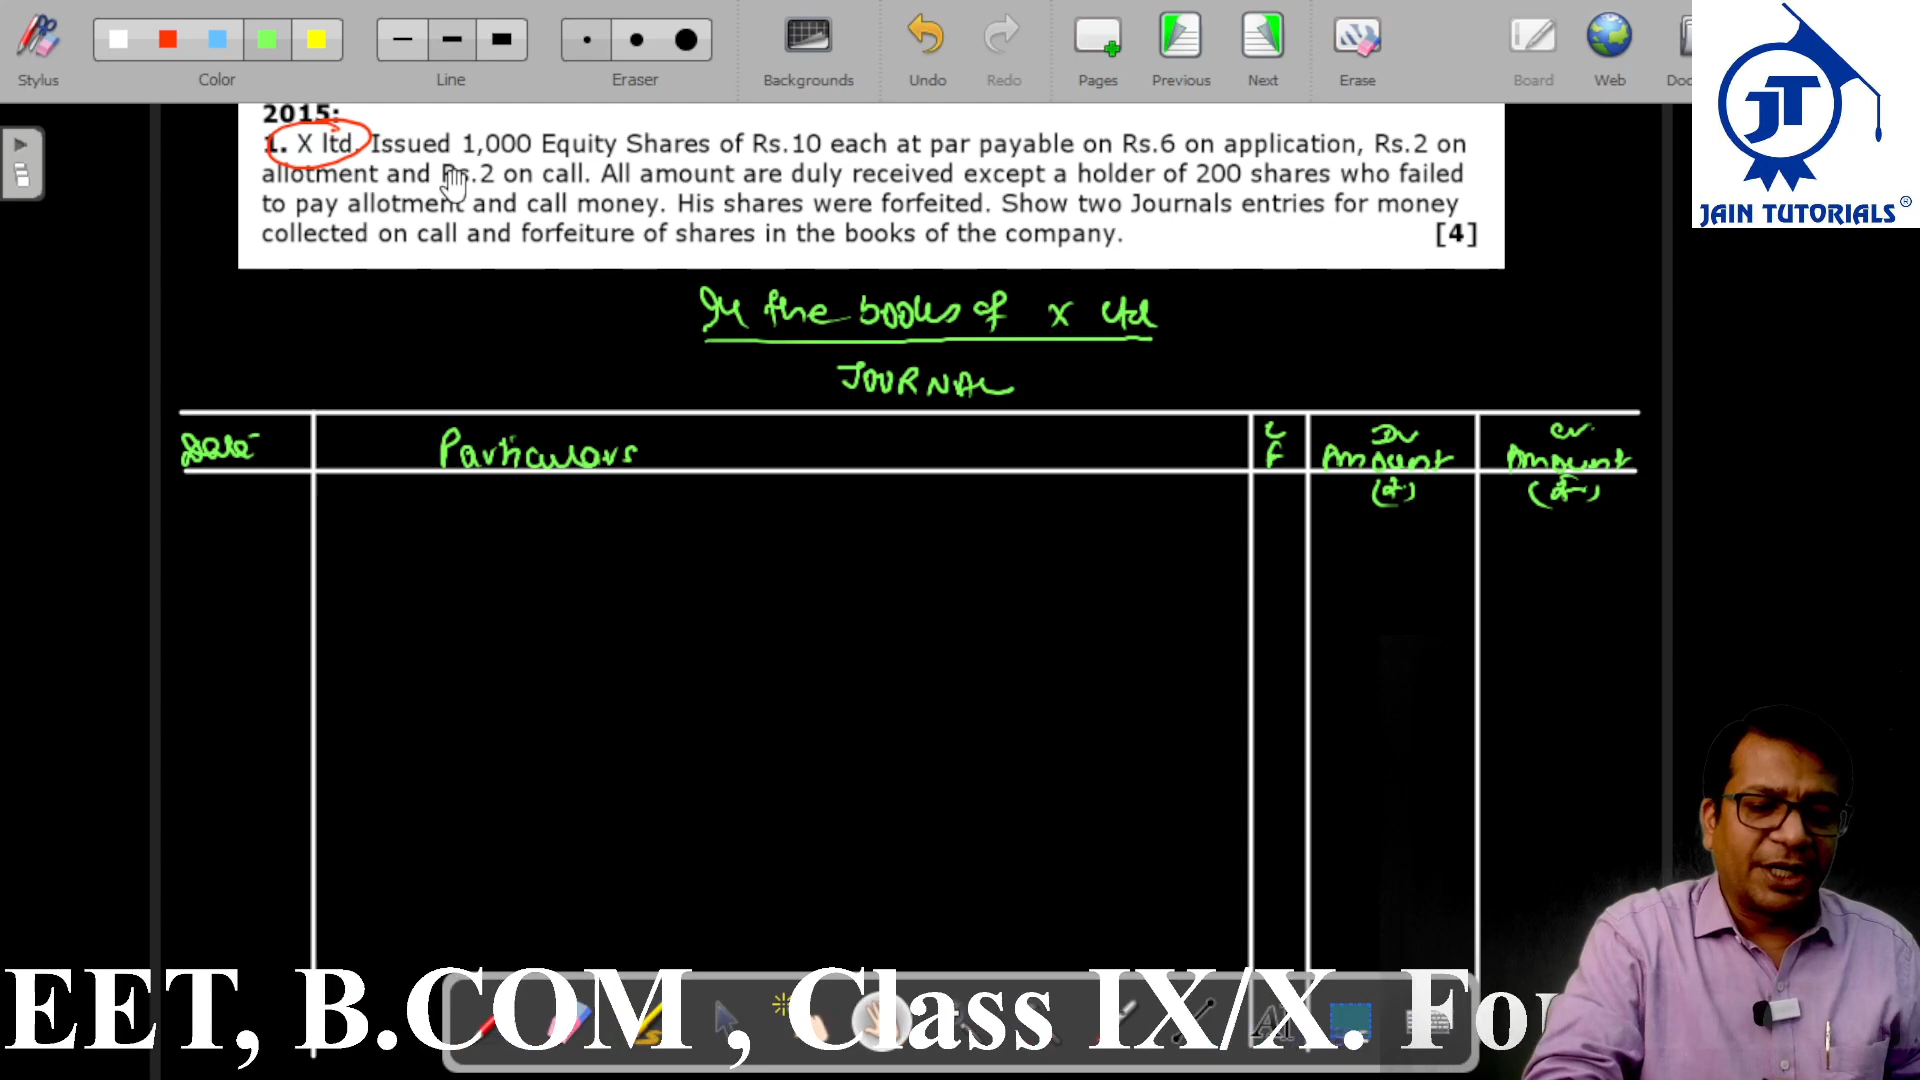 Stylus
Color
Line
Eraser
Backgrounds
Undo
Redo
Pages
Previous
Next
Erase
Board
Web
JT
JAIN TUTORIALS®
2015:
1. X ltd. Issued 1,000 Equity Shares of Rs.10 each at par payable on Rs.6 on application, Rs.2 on
allotment and Rs.2 on call. All amount are duly received except a holder of 200 shares who failed
to pay allotment and call money. His shares were forfeited. Show two Journals entries for money
collected on call and forfeiture of shares in the books of the company. [4]
In the books of X Ltd
JOURNAL
Date Particulars L F Dr Amount (₹) Cr Amount (₹)
EET, B.COM , Class IX/X. For